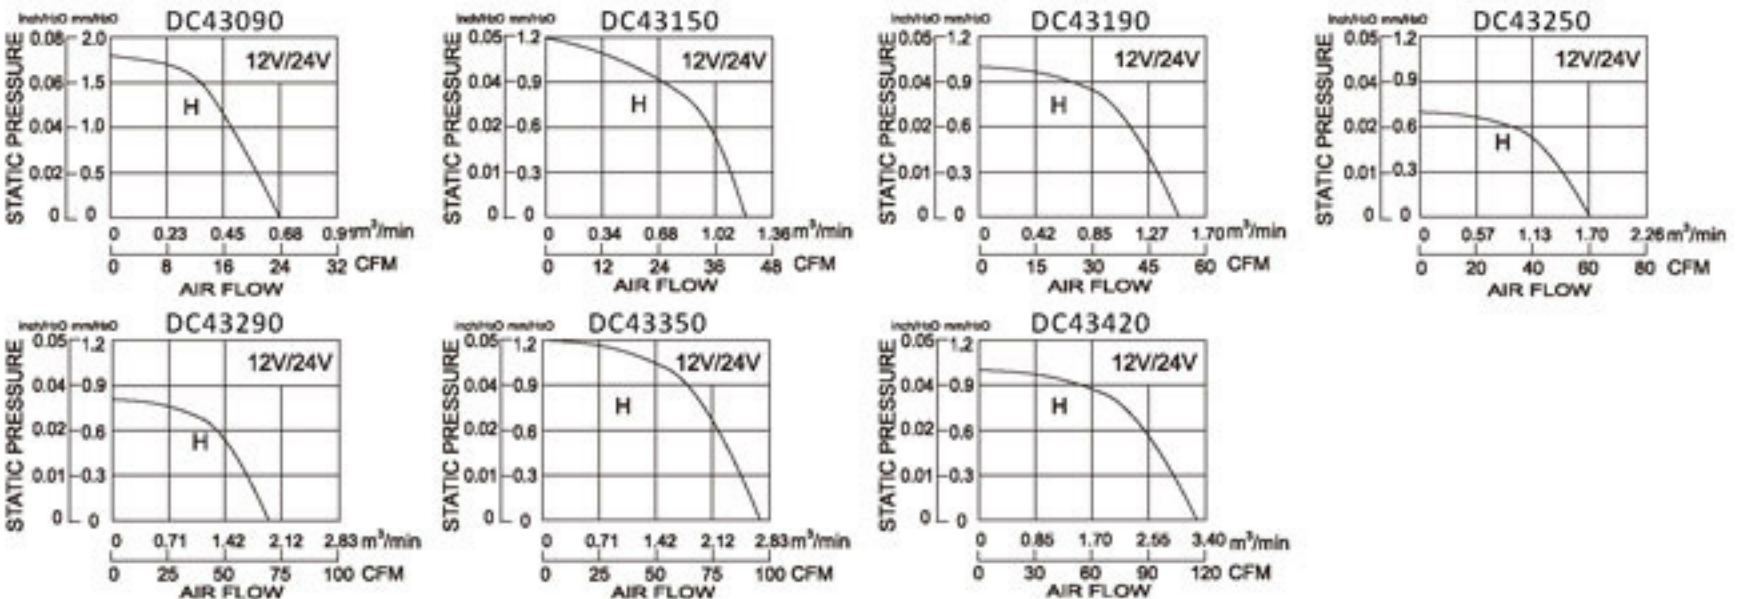 Inch/H2O mm/H2O DC43090
STATIC PRESSURE
0.08 2.0
12V/24V
0.06 1.5
H
0.04 1.0
0.02 0.5
0 0
0 0.23 0.45 0.68 0.91 m³/min
0 8 16 24 32 CFM
AIR FLOW
Inch/H2O mm/H2O DC43150
STATIC PRESSURE
0.05 1.2
12V/24V
0.04 0.9
H
0.02 0.6
0.01 0.3
0 0
0 0.34 0.68 1.02 1.36 m³/min
0 12 24 36 48 CFM
AIR FLOW
Inch/H2O mm/H2O DC43190
STATIC PRESSURE
0.05 1.2
12V/24V
0.04 0.9
H
0.02 0.6
0.01 0.3
0 0
0 0.42 0.85 1.27 1.70 m³/min
0 15 30 45 60 CFM
AIR FLOW
Inch/H2O mm/H2O DC43250
STATIC PRESSURE
0.05 1.2
12V/24V
0.04 0.9
0.02 0.6
H
0.01 0.3
0 0
0 0.57 1.13 1.70 2.26 m³/min
0 20 40 60 80 CFM
AIR FLOW
Inch/H2O mm/H2O DC43290
STATIC PRESSURE
0.05 1.2
12V/24V
0.04 0.9
0.02 0.6
H
0.01 0.3
0 0
0 0.71 1.42 2.12 2.83 m³/min
0 25 50 75 100 CFM
AIR FLOW
Inch/H2O mm/H2O DC43350
STATIC PRESSURE
0.05 1.2
12V/24V
0.04 0.9
H
0.02 0.6
0.01 0.3
0 0
0 0.71 1.42 2.12 2.83 m³/min
0 25 50 75 100 CFM
AIR FLOW
Inch/H2O mm/H2O DC43420
STATIC PRESSURE
0.05 1.2
12V/24V
0.04 0.9
H
0.02 0.6
0.01 0.3
0 0
0 0.85 1.70 2.55 3.40 m³/min
0 30 60 90 120 CFM
AIR FLOW